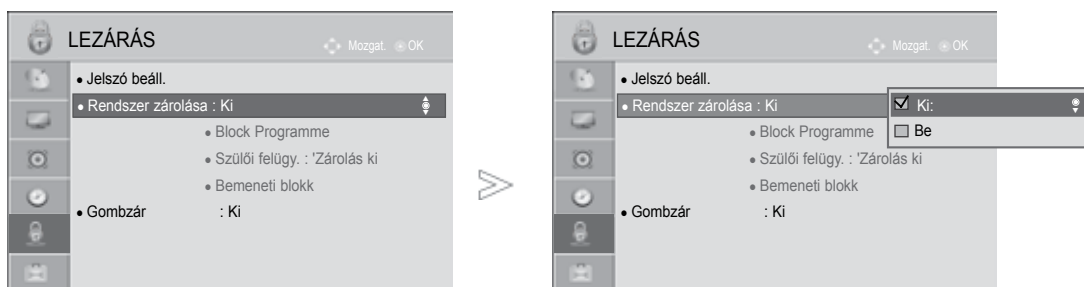 LEZÁRÁS
Mozgat. OK
• Jelszó beáll.
• Rendszer zárolása : Ki
• Block Programme
• Szülői felügy. : 'Zárolás ki
• Bemeneti blokk
• Gombzár : Ki
LEZÁRÁS
Mozgat. OK
• Jelszó beáll.
• Rendszer zárolása : Ki
Ki:
Be
• Block Programme
• Szülői felügy. : 'Zárolás ki
• Bemeneti blokk
• Gombzár : Ki